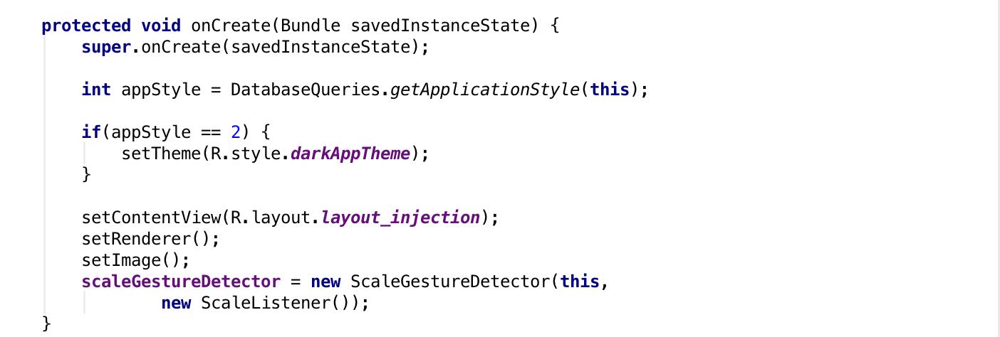 protected void onCreate(Bundle savedInstanceState) {
    super.onCreate(savedInstanceState);

    int appStyle = DatabaseQueries.getApplicationStyle(this);

    if(appStyle == 2) {
        setTheme(R.style.darkAppTheme);
    }

    setContentView(R.layout.layout_injection);
    setRenderer();
    setImage();
    scaleGestureDetector = new ScaleGestureDetector(this,
            new ScaleListener());
}